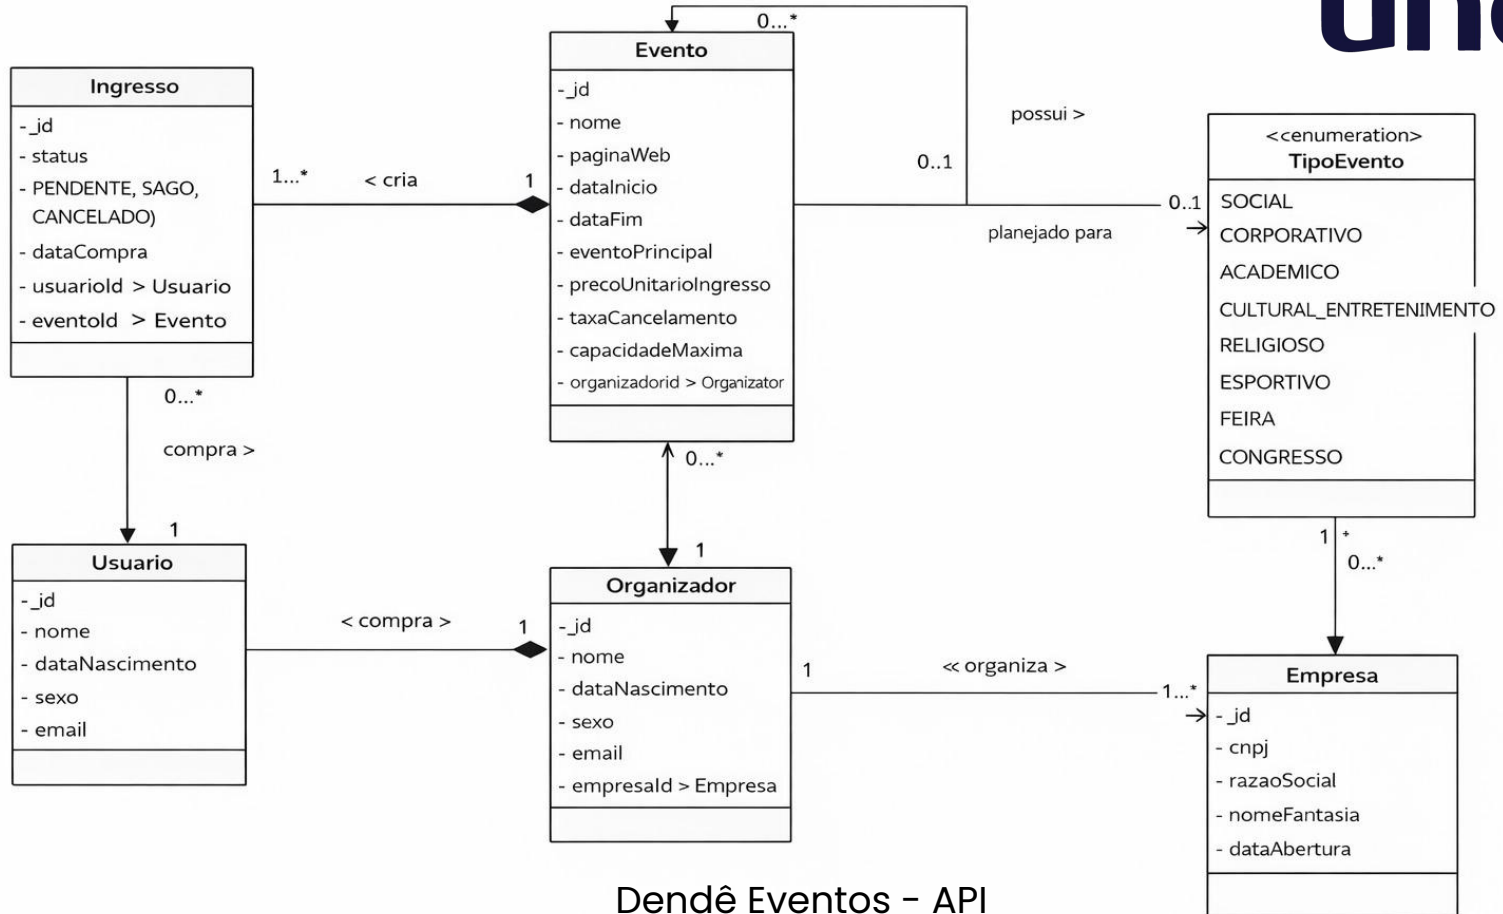 Ingresso
-_id
- status
- PENDENTE, SAGO,
CANCELADO)
- dataCompra
- usuarioId > Usuario
- eventoId > Evento
1...*
< cria
1
0...*
Evento
-_id
- nome
- paginaWeb
- dataInicio
- dataFim
- eventoPrincipal
- precoUnitarioIngresso
- taxaCancelamento
- capacidadeMaxima
- organizadorid > Organizator
possui >
0..1
0..1
planejado para
<cenumeration>
TipoEvento
SOCIAL
CORPORATIVO
ACADEMICO
CULTURAL_ENTRETENIMENTO
RELIGIOSO
ESPORTIVO
FEIRA
CONGRESSO
0...*
compra >
1
0...*
1
1 *
0...*
Usuario
-_id
- nome
- dataNascimento
- sexo
- email
< compra >
1
Organizador
-_id
- nome
- dataNascimento
- sexo
- email
- empresaId > Empresa
1
<< organiza >
1...*
Empresa
- _id
- cnpj
- razaoSocial
- nomeFantasia
- dataAbertura
Dendê Eventos - API